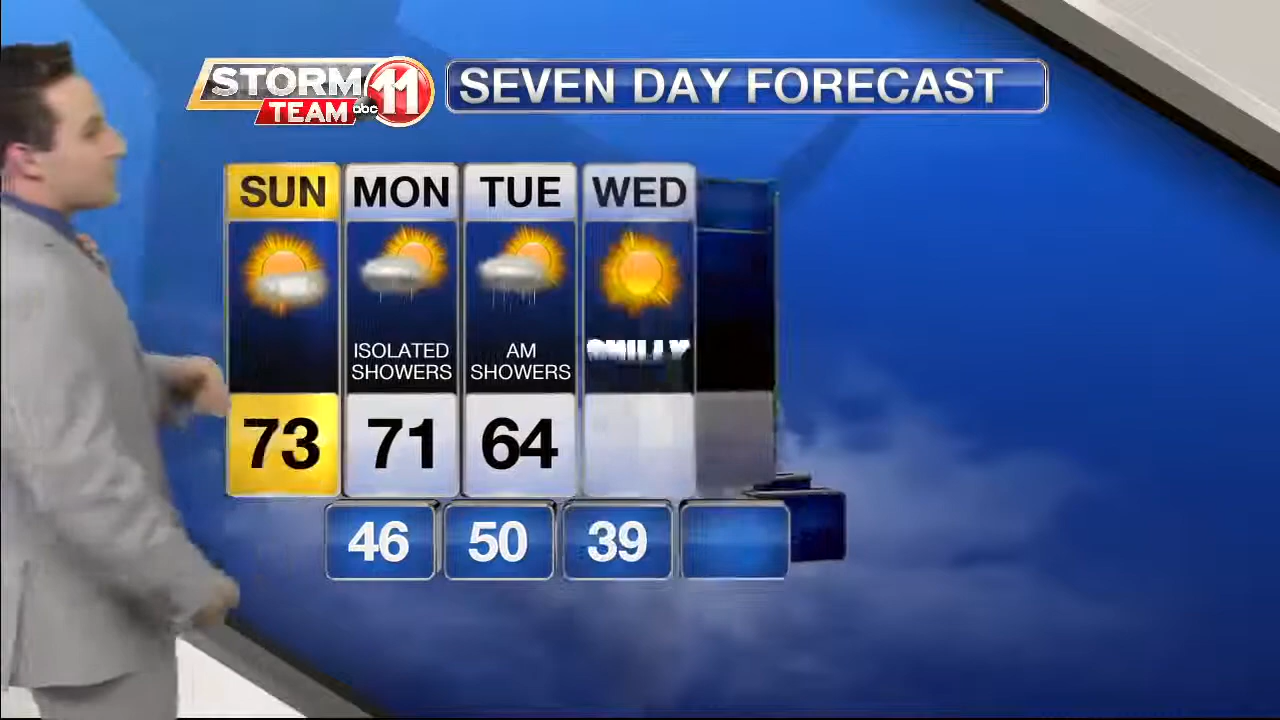 STORM
TEAM abc 11
SEVEN DAY FORECAST
SUN MON TUE WED
ISOLATED
SHOWERS
AM
SHOWERS
73 71 64
46 50 39